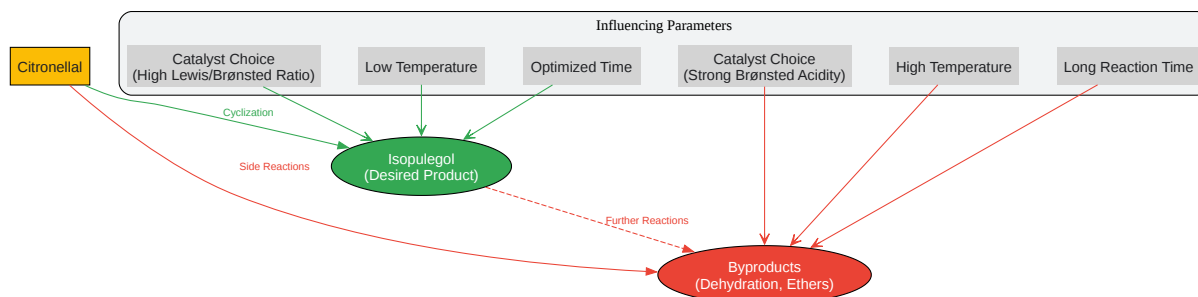 Influencing Parameters
Citronellal
Catalyst Choice
(High Lewis/Brønsted Ratio)
Low Temperature
Optimized Time
Catalyst Choice
(Strong Brønsted Acidity)
High Temperature
Long Reaction Time
Cyclization
Side Reactions
Isopulegol
(Desired Product)
Further Reactions
Byproducts
(Dehydration, Ethers)